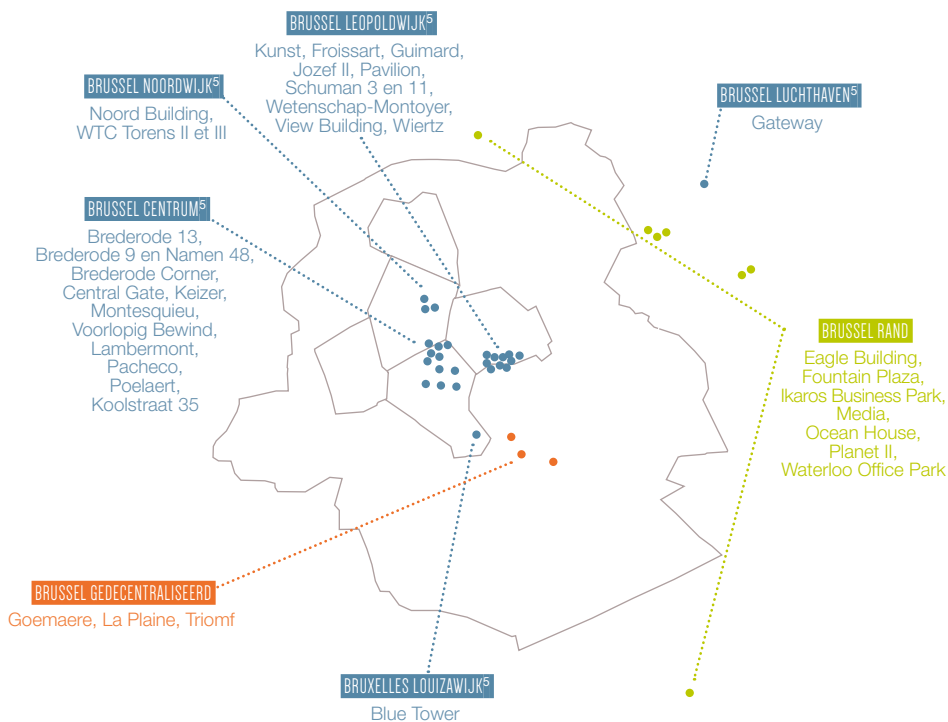 BRUSSEL LEOPOLDWIJK⁵
Kunst, Froissart, Guimard,
Jozef II, Pavilion,
Schuman 3 en 11,
Wetenschap-Montoyer,
View Building, Wiertz
BRUSSEL NOORDWIJK⁵
Noord Building,
WTC Torens II et III
BRUSSEL LUCHTHAVEN⁵
Gateway
BRUSSEL CENTRUM⁵
Brederode 13,
Brederode 9 en Namen 48,
Brederode Corner,
Central Gate, Keizer,
Montesquieu,
Voorlopig Bewind,
Lambermont,
Pacheco,
Poelaert,
Koolstraat 35
BRUSSEL RAND
Eagle Building,
Fountain Plaza,
Ikaros Business Park,
Media,
Ocean House,
Planet II,
Waterloo Office Park
BRUSSEL GEDECENTRALISEERD
Goemaere, La Plaine, Triomf
BRUXELLES LOUIZAWIJK⁵
Blue Tower